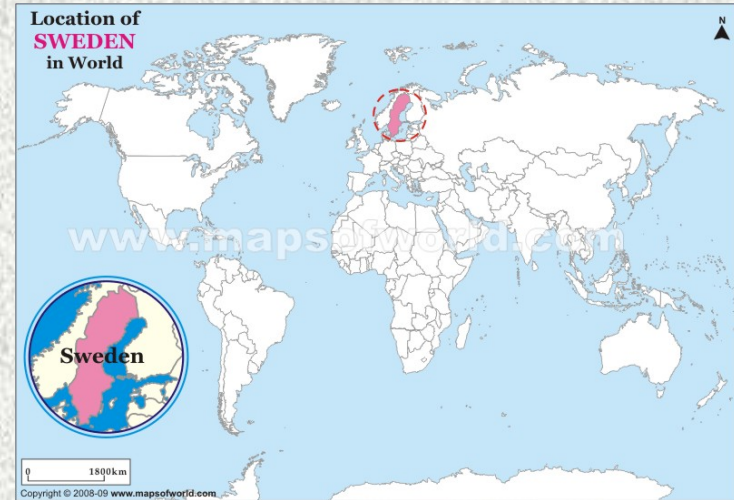 Location of
SWEDEN
in World
N
www.mapsofworld.com
Sweden
0 1800km
Copyright © 2008-09 www.mapsofworld.com